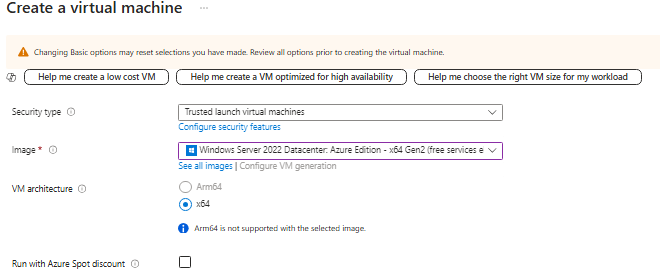 Create a virtual machine ...
Changing Basic options may reset selections you have made. Review all options prior to creating the virtual machine.
Help me create a low cost VM Help me create a VM optimized for high availability Help me choose the right VM size for my workload
Security type Trusted launch virtual machines
Configure security features
Image * Windows Server 2022 Datacenter: Azure Edition - x64 Gen2 (free services e
See all images | Configure VM generation
VM architecture Arm64
x64
Arm64 is not supported with the selected image.
Run with Azure Spot discount